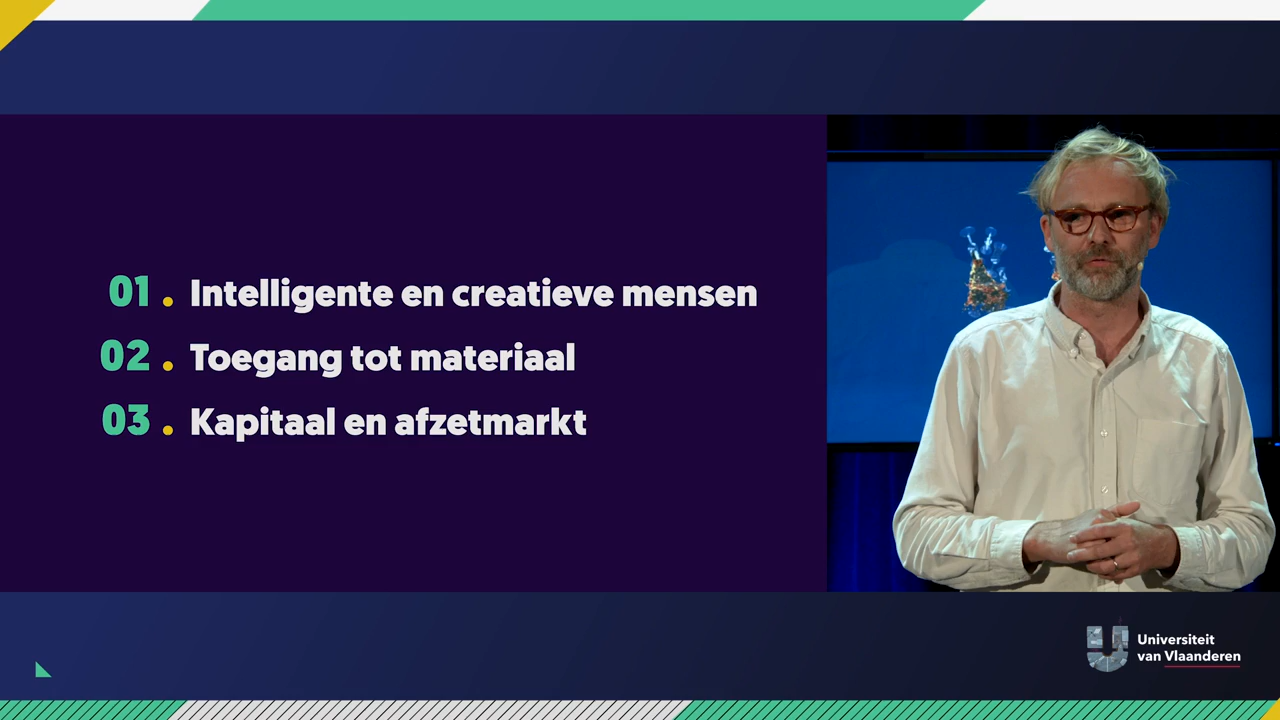 01. Intelligente en creatieve mensen
02. Toegang tot materiaal
03. Kapitaal en afzetmarkt
Universiteit
van Vlaanderen